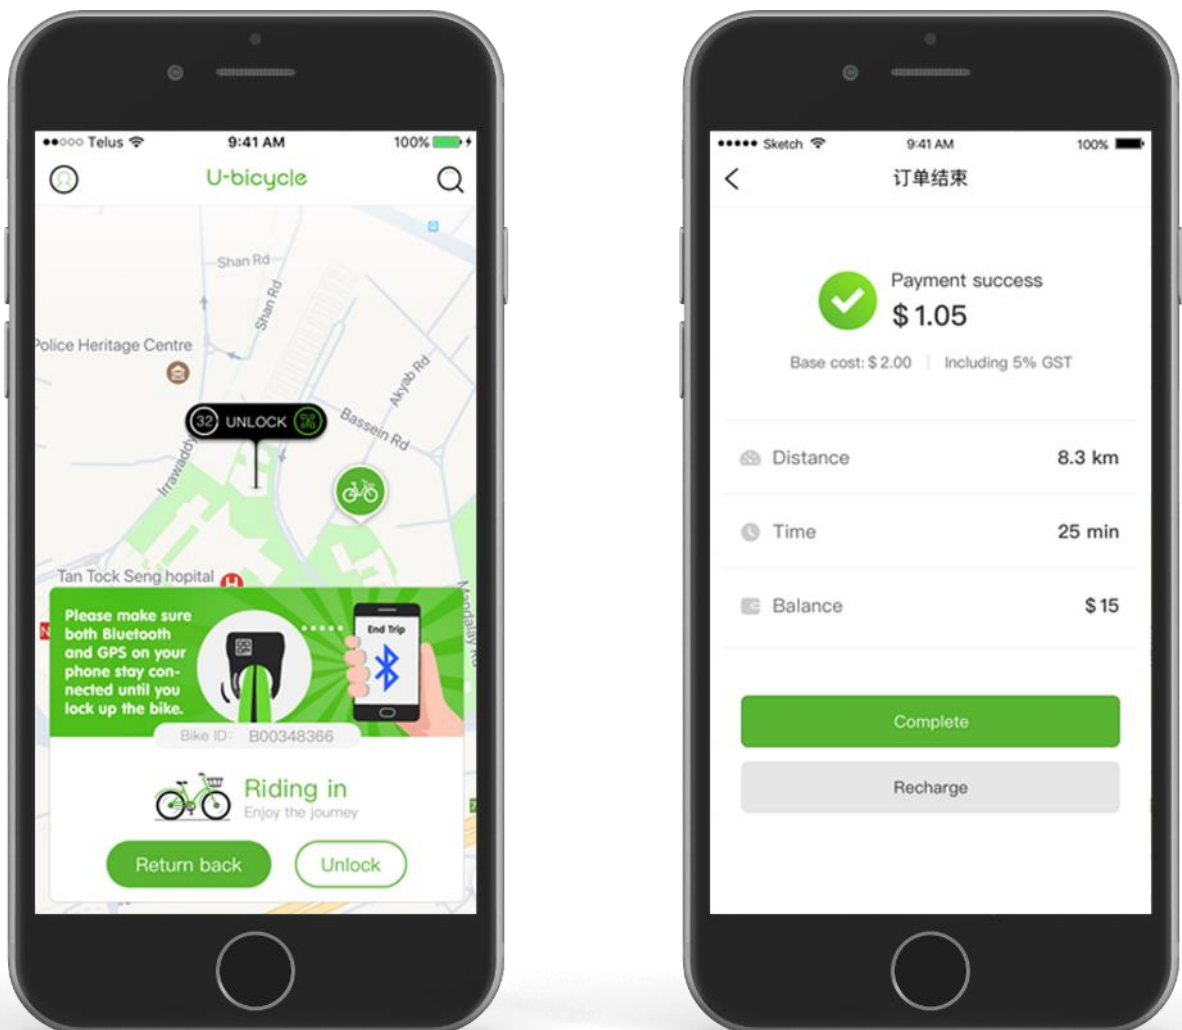 ●●○○○ Telus 9:41 AM 100%
U-bicycle
Shan Rd
Shan Rd
Police Heritage Centre
Akyab Rd
32 UNLOCK
Bassein Rd
Irrawaddy
Tan Tock Seng hopital
H
Mandalay Rd
Please make sure
both Bluetooth
and GPS on your
phone stay con-
nected until you
lock up the bike.
End Trip
N
Bike ID: B00348366
Riding in
Enjoy the journey
Return back Unlock
●●●●● Sketch 9:41 AM 100%
订单结束
Payment success
$ 1.05
Base cost: $ 2.00 | Including 5% GST
Distance 8.3 km
Time 25 min
Balance $ 15
Complete
Recharge